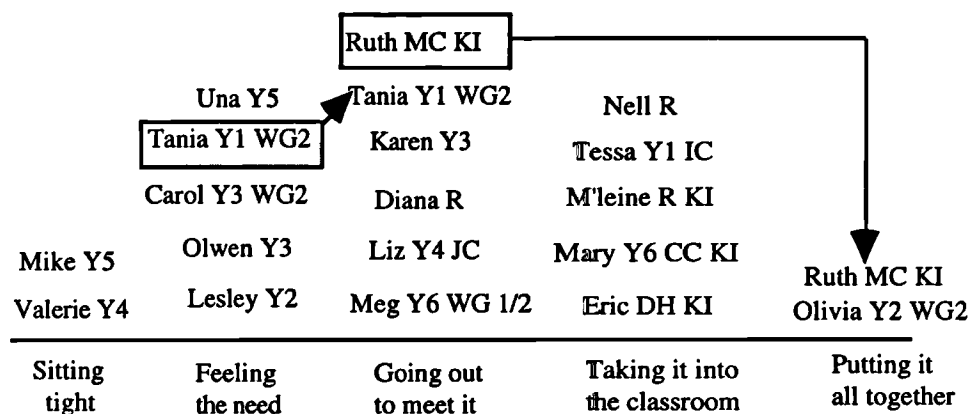 Ruth MC KI
Una Y5
Tania Y1 WG2
Nell R
Tania Y1 WG2
Karen Y3
Tessa Y1 IC
Carol Y3 WG2
Diana R
M'leine R KI
Mike Y5
Olwen Y3
Liz Y4 JC
Mary Y6 CC KI
Ruth MC KI
Valerie Y4
Lesley Y2
Meg Y6 WG 1/2
Eric DH KI
Olivia Y2 WG2
Sitting
tight
Feeling
the need
Going out
to meet it
Taking it into
the classroom
Putting it
all together